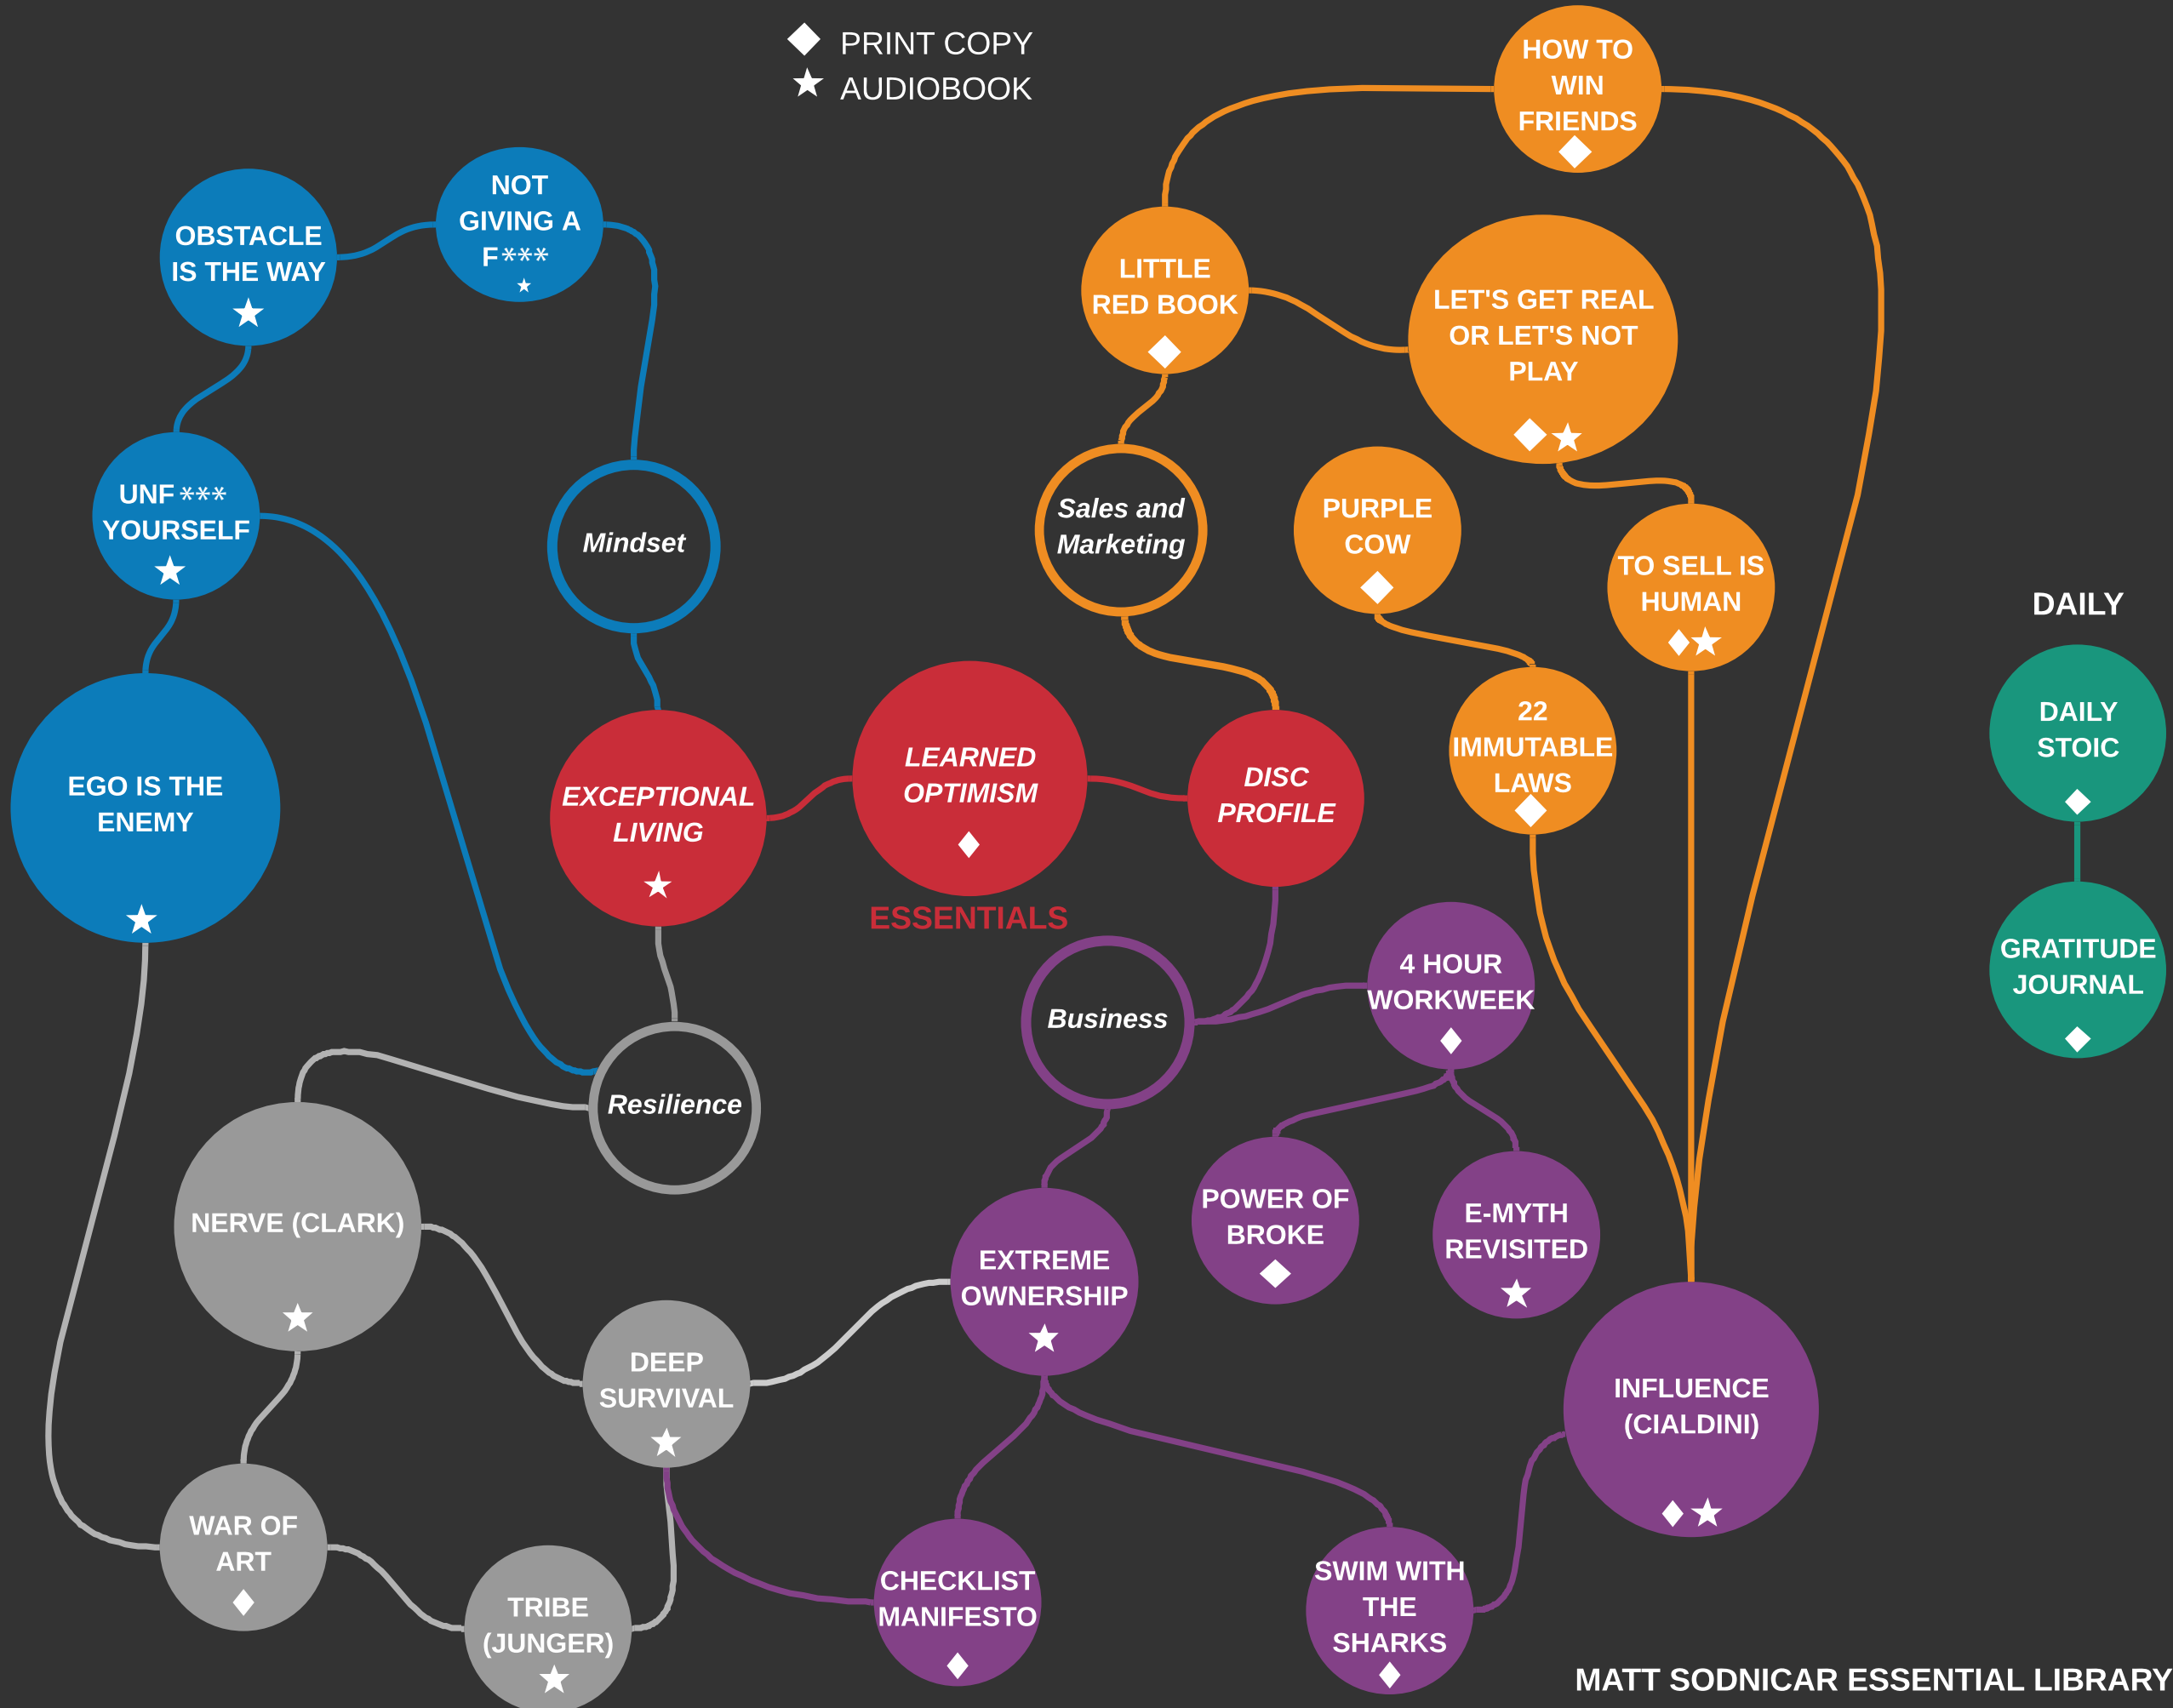 PRINT COPY
AUDIOBOOK
HOW TO
WIN
FRIENDS
NOT
GIVING A
F***
OBSTACLE
IS THE WAY
LITTLE
RED BOOK
LET'S GET REAL
OR LET'S NOT
PLAY
UNF***
YOURSELF
Mindset
Sales and
Marketing
PURPLE
COW
TO SELL IS
HUMAN
DAILY
DAILY
STOIC
22
IMMUTABLE
LAWS
EGO IS THE
ENEMY
EXCEPTIONAL
LIVING
LEARNED
OPTIMISM
DISC
PROFILE
ESSENTIALS
GRATITUDE
JOURNAL
4 HOUR
WORKWEEK
Business
Resilience
NERVE (CLARK)
POWER OF
BROKE
E-MYTH
REVISITED
EXTREME
OWNERSHIP
DEEP
SURVIVAL
INFLUENCE
(CIALDINI)
WAR OF
ART
TRIBE
(JUNGER)
CHECKLIST
MANIFESTO
SWIM WITH
THE
SHARKS
MATT SODNICAR ESSENTIAL LIBRARY